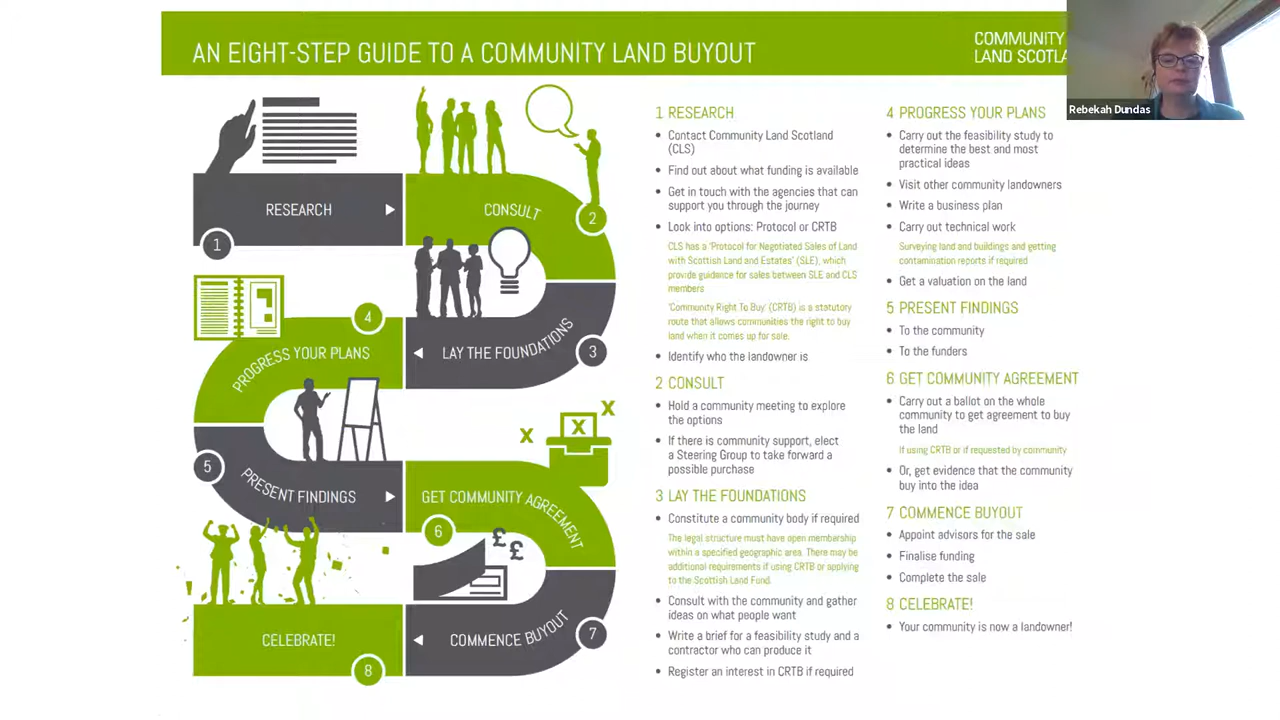 AN EIGHT-STEP GUIDE TO A COMMUNITY LAND BUYOUT
COMMUNITY
LAND
Rebekah Dundas
RESEARCH
1
CONSULT
2
LAY THE FOUNDATIONS
3
4
PROGRESS YOUR PLANS
5
PRESENT FINDINGS
X
X
X
GET COMMUNITY AGREEMENT
6
£
£
COMMENCE BUYOUT
7
CELEBRATE!
8
1 RESEARCH
• Contact Community Land Scotland
(CLS)
• Find out about what funding is available
• Get in touch with the agencies that can
support you through the journey
• Look into options: Protocol or CRTB
CLS has a 'Protocol for Negotiated Sales of Land
with Scottish Land and Estates' (SLE), which
provide guidance for sales between SLE and CLS
members
'Community Right To Buy' (CRTB) is a statutory
route that allows communities the right to buy
land when it comes up for sale.
• Identify who the landowner is
2 CONSULT
• Hold a community meeting to explore
the options
• If there is community support, elect
a Steering Group to take forward a
possible purchase
3 LAY THE FOUNDATIONS
• Constitute a community body if required
The legal structure must have open membership
within a specified geographic area. There may be
additional requirements if using CRTB or applying
to the Scottish Land Fund.
• Consult with the community and gather
ideas on what people want
• Write a brief for a feasibility study and a
contractor who can produce it
• Register an interest in CRTB if required
4 PROGRESS YOUR PLANS
• Carry out the feasibility study to
determine the best and most
practical ideas
• Visit other community landowners
• Write a business plan
• Carry out technical work
Surveying land and buildings and getting
contamination reports if required
• Get a valuation on the land
5 PRESENT FINDINGS
• To the community
• To the funders
6 GET COMMUNITY AGREEMENT
• Carry out a ballot on the whole
community to get agreement to buy
the land
If using CRTB or if requested by community
• Or, get evidence that the community
buy into the idea
7 COMMENCE BUYOUT
• Appoint advisors for the sale
• Finalise funding
• Complete the sale
8 CELEBRATE!
• Your community is now a landowner!